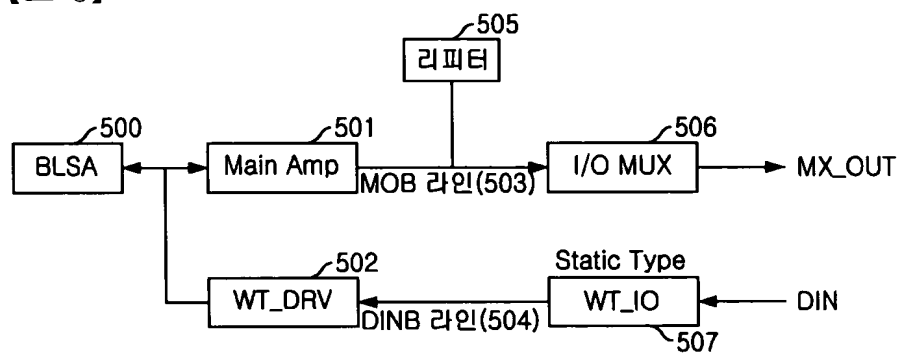 505
리피터
500
501
506
BLSA
Main Amp
MOB 라인(503)
I/O MUX
MX_OUT
502
Static Type
WT_DRV
DINB 라인(504)
WT_IO
DIN
507